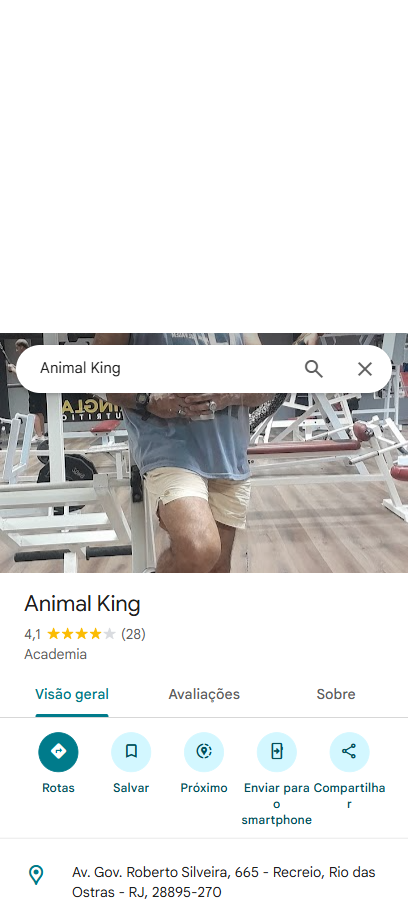 Animal King
Animal King
4,1 (28)
Academia
Visão geral Avaliações Sobre
Rotas Salvar Próximo Enviar para o smartphone Compartilhar
Av. Gov. Roberto Silveira, 665 - Recreio, Rio das
Ostras - RJ, 28895-270